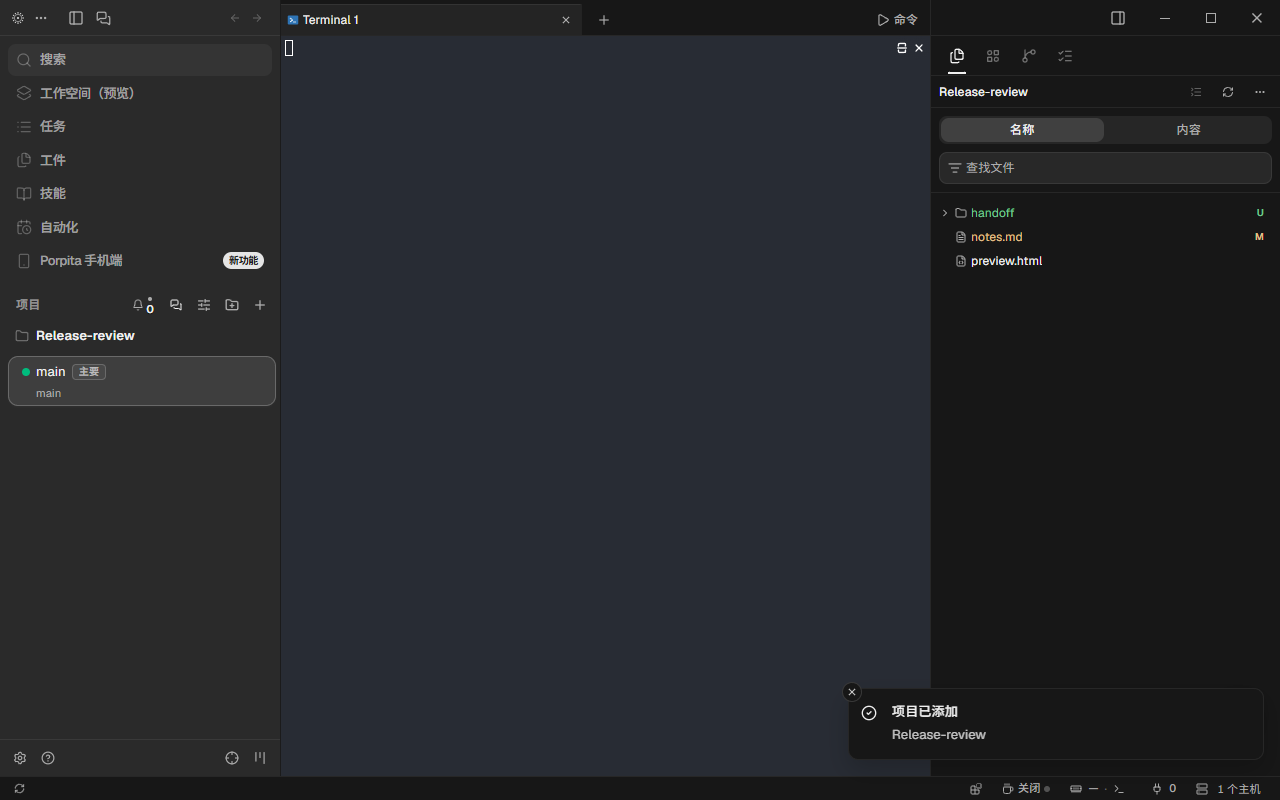 搜索
工作空间（预览）
任务
工件
技能
自动化
Porpita 手机端
新功能
项目
0
Release-review
main 主要
main
Terminal 1
命令
Release-review
名称
内容
查找文件
handoff
U
notes.md
M
preview.html
项目已添加
Release-review
关闭
0
1 个主机